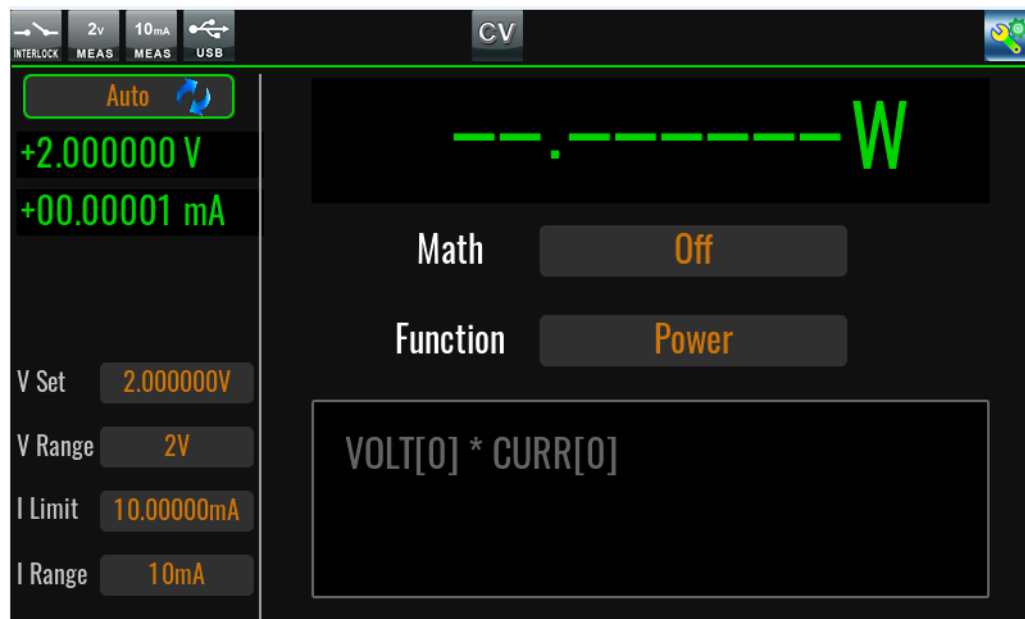 2V 10mA CV
INTERLOCK MEAS MEAS USB
Auto
+2.000000 V
+00.00001 mA
--.------W
Math Off
Function Power
V Set 2.000000V
V Range 2V
I Limit 10.00000mA
I Range 10mA
VOLT[0] * CURR[0]